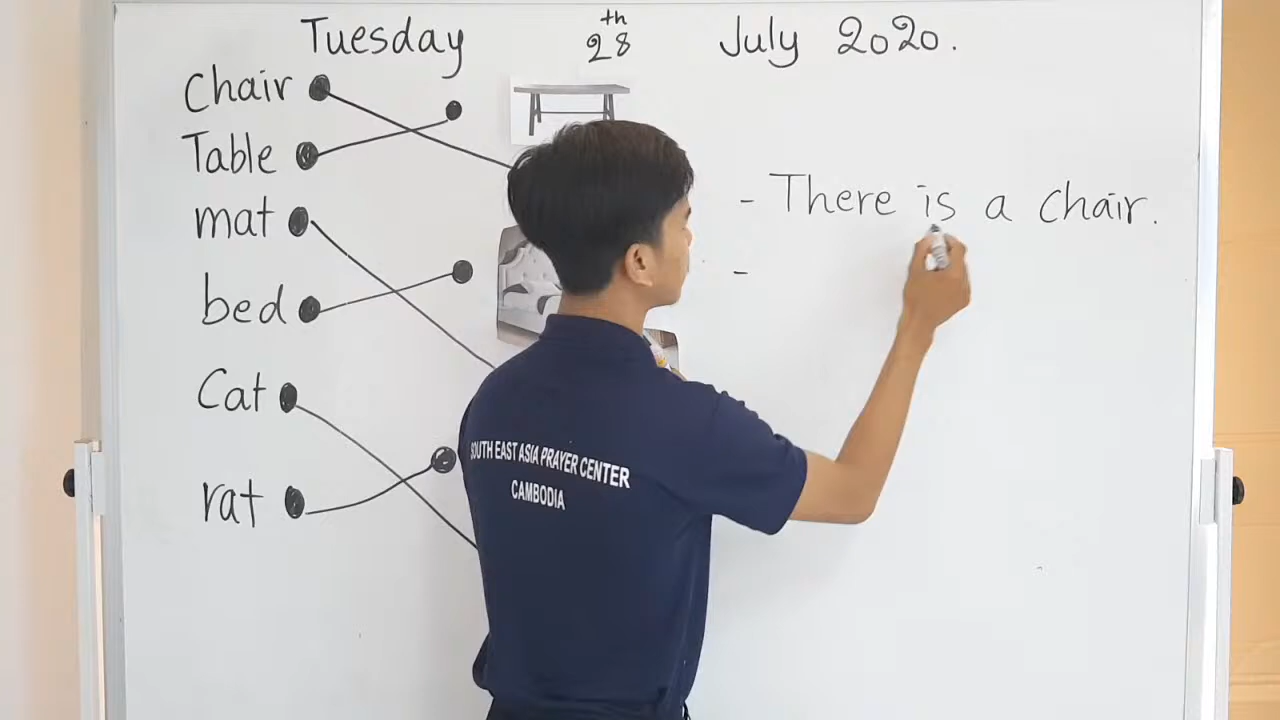 Tuesday 28th July 2020.
Chair
Table
mat
bed
Cat
rat
- There is a chair.
-
SOUTH EAST ASIA PRAYER CENTER
CAMBODIA